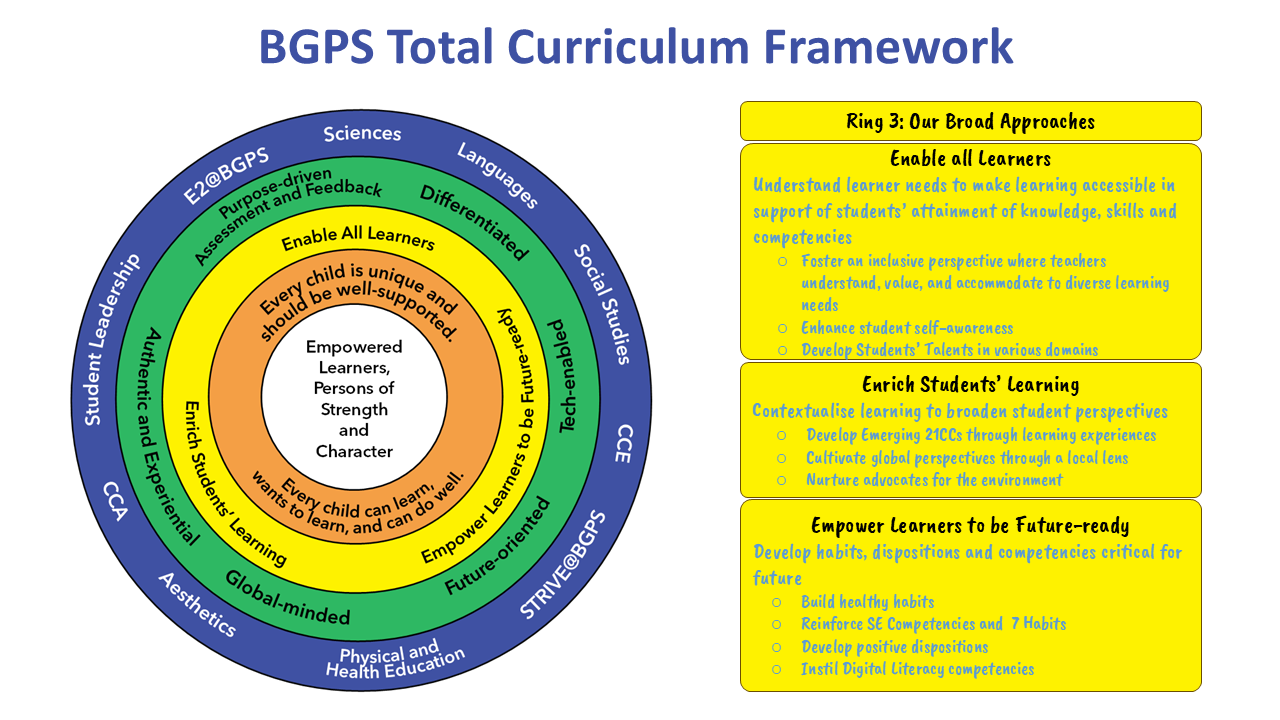 BGPS Total Curriculum Framework
Sciences
Languages
Social Studies
CCE
STRIVE@BGPS
Physical and
Health Education
Aesthetics
CCA
Student Leadership
E2@BGPS
Purpose-driven
Assessment and Feedback
Differentiated
Tech-enabled
Future-oriented
Global-minded
Authentic and Experiential
Enable All Learners
Empower Learners to be Future-ready
Enrich Students' Learning
Every child is unique and
should be well-supported.
Every child can learn,
wants to learn, and can do well.
Empowered
Learners,
Persons of
Strength
and
Character
Ring 3: Our Broad Approaches
Enable all Learners
Understand learner needs to make learning accessible in
support of students' attainment of knowledge, skills and
competencies
○ Foster an inclusive perspective where teachers
understand, value, and accommodate to diverse learning
needs
○ Enhance student self-awareness
○ Develop Students' Talents in various domains
Enrich Students' Learning
Contextualise learning to broaden student perspectives
○ Develop Emerging 21CCs through learning experiences
○ Cultivate global perspectives through a local lens
○ Nurture advocates for the environment
Empower Learners to be Future-ready
Develop habits, dispositions and competencies critical for
future
○ Build healthy habits
○ Reinforce SE Competencies and 7 Habits
○ Develop positive dispositions
○ Instil Digital Literacy competencies